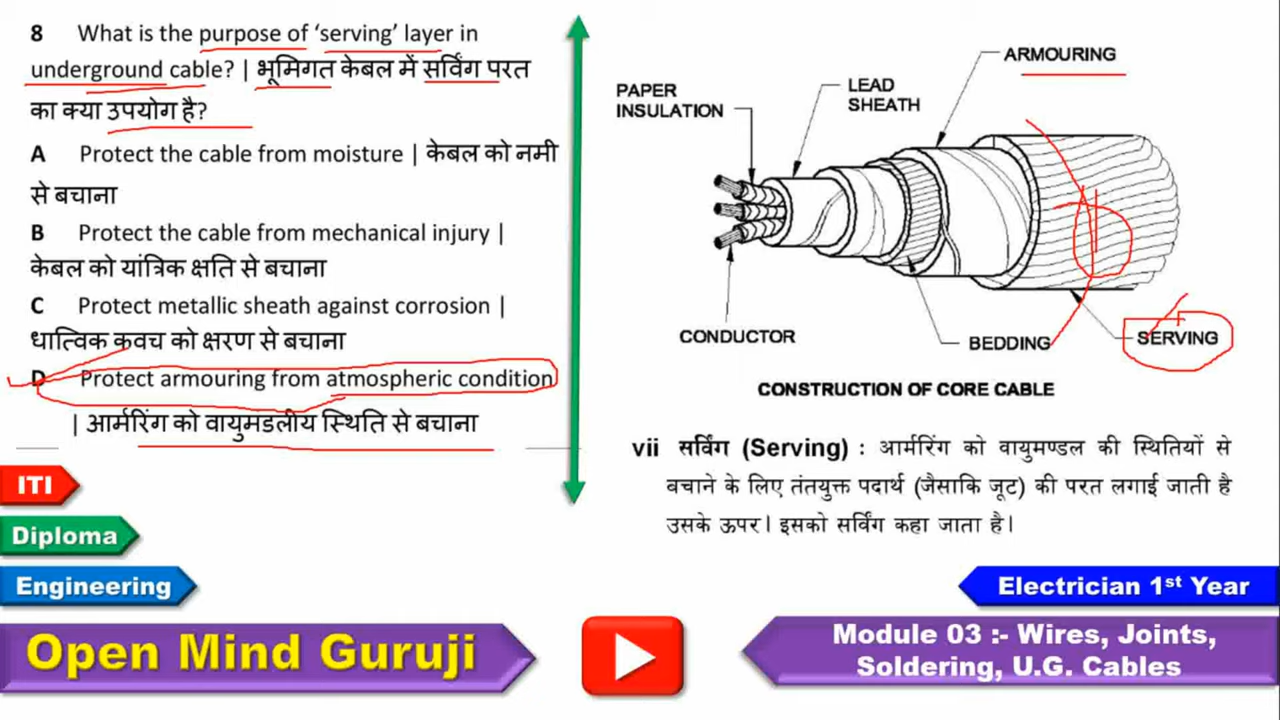 8 What is the purpose of ‘serving’ layer in
underground cable? | भूमिगत केबल में सर्विंग परत
का क्या उपयोग है?
A Protect the cable from moisture | केबल को नमी
से बचाना
B Protect the cable from mechanical injury |
केबल को यांत्रिक क्षति से बचाना
C Protect metallic sheath against corrosion |
धात्विक कवच को क्षरण से बचाना
D Protect armouring from atmospheric condition
| आर्मरिंग को वायुमडलीय स्थिति से बचाना
ARMOURING
PAPER
INSULATION
LEAD
SHEATH
CONDUCTOR
BEDDING
SERVING
CONSTRUCTION OF CORE CABLE
vii सर्विंग (Serving) : आर्मरिंग को वायुमण्डल की स्थितियों से
बचाने के लिए तंतयुक्त पदार्थ (जैसाकि जूट) की परत लगाई जाती है
उसके ऊपर। इसको सर्विंग कहा जाता है।
ITI
Diploma
Engineering
Open Mind Guruji
Electrician 1st Year
Module 03 :- Wires, Joints,
Soldering, U.G. Cables